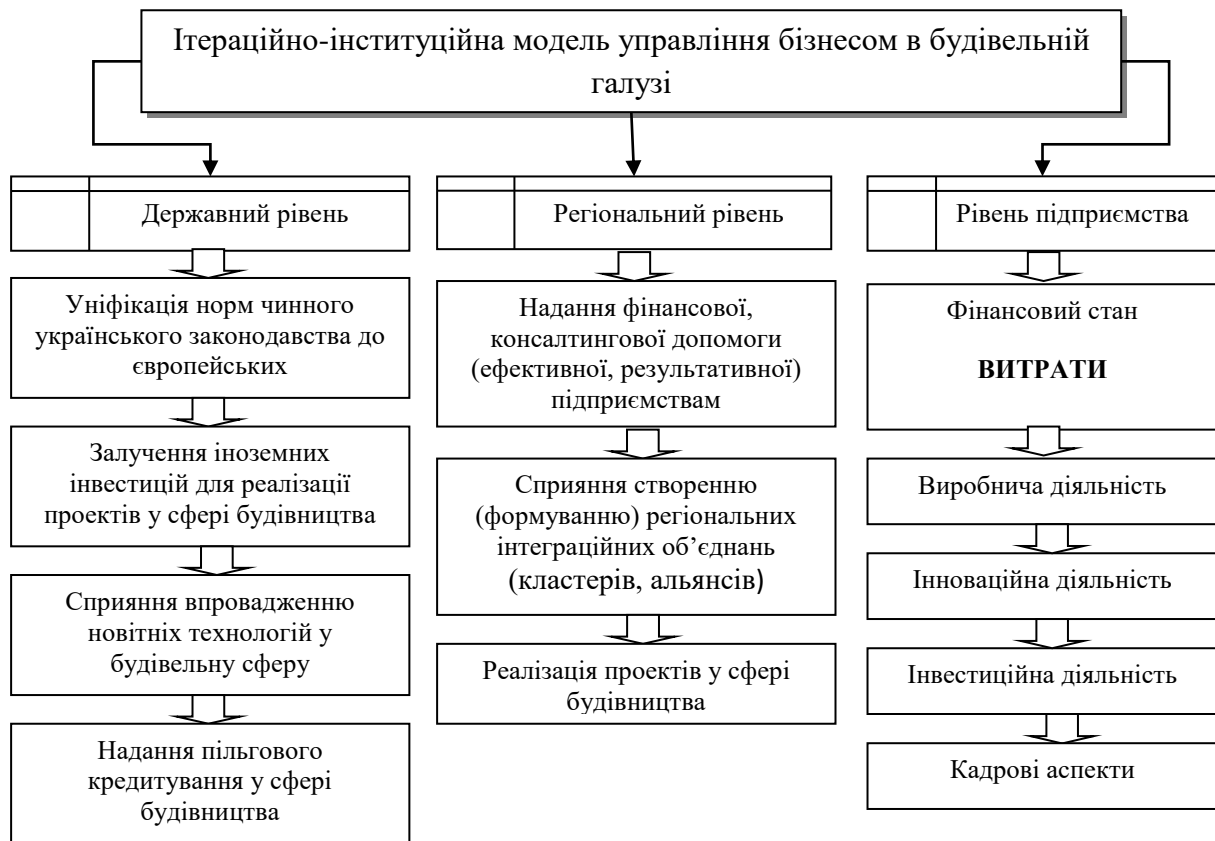 Ітераційно-інституційна модель управління бізнесом в будівельній
галузі
Державний рівень
Уніфікація норм чинного
українського законодавства до
європейських
Залучення іноземних
інвестицій для реалізації
проектів у сфері будівництва
Сприяння впровадженню
новітніх технологій у
будівельну сферу
Надання пільгового
кредитування у сфері
будівництва
Регіональний рівень
Надання фінансової,
консалтингової допомоги
(ефективної, результативної)
підприємствам
Сприяння створенню
(формуванню) регіональних
інтеграційних об’єднань
(кластерів, альянсів)
Реалізація проектів у сфері
будівництва
Рівень підприємства
Фінансовий стан
ВИТРАТИ
Виробнича діяльність
Інноваційна діяльність
Інвестиційна діяльність
Кадрові аспекти